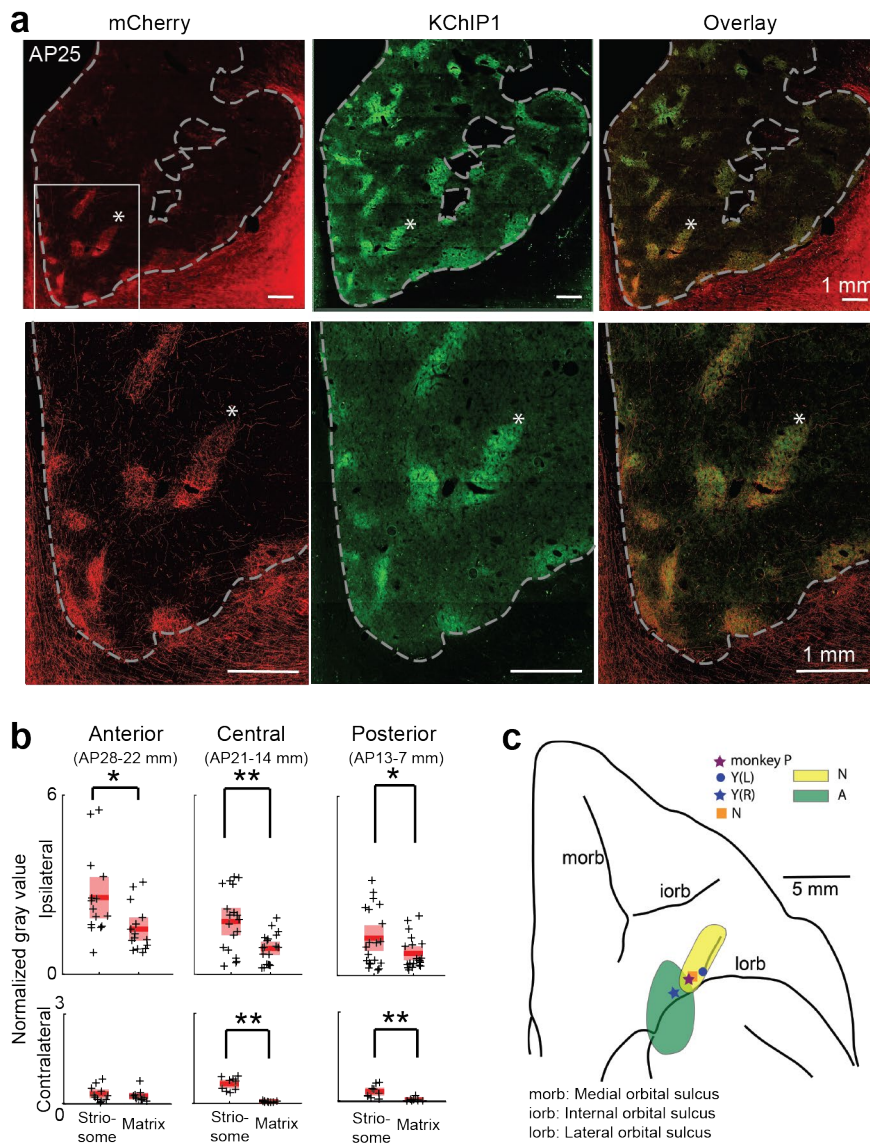 a
mCherry
KChIP1
Overlay
AP25
*
*
*
1 mm
*
*
*
1 mm
b
Anterior
(AP28-22 mm)
Central
(AP21-14 mm)
Posterior
(AP13-7 mm)
*
**
*
6
0
Normalized gray value
Ipsilateral
**
**
3
0
Contralateral
Strio-
some
Matrix
Strio-
some
Matrix
Strio-
some
Matrix
c
monkey P
Y(L)
Y(R)
N
N
A
morb
iorb
5 mm
lorb
morb: Medial orbital sulcus
iorb: Internal orbital sulcus
lorb: Lateral orbital sulcus